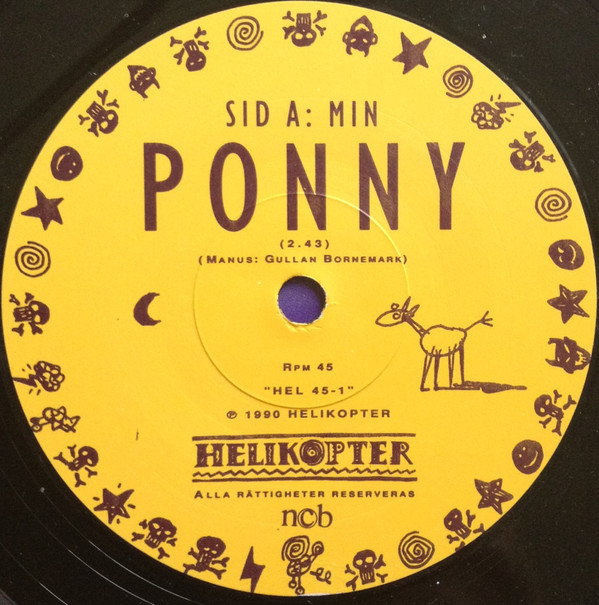 SID A: MIN
PONNY
(2.43)
(MANUS: GULLAN BORNEMARK)
RPM 45
"HEL 45-1"
℗ 1990 HELIKOPTER
HELIKOPTER
ALLA RÄTTIGHETER RESERVERAS
ncb